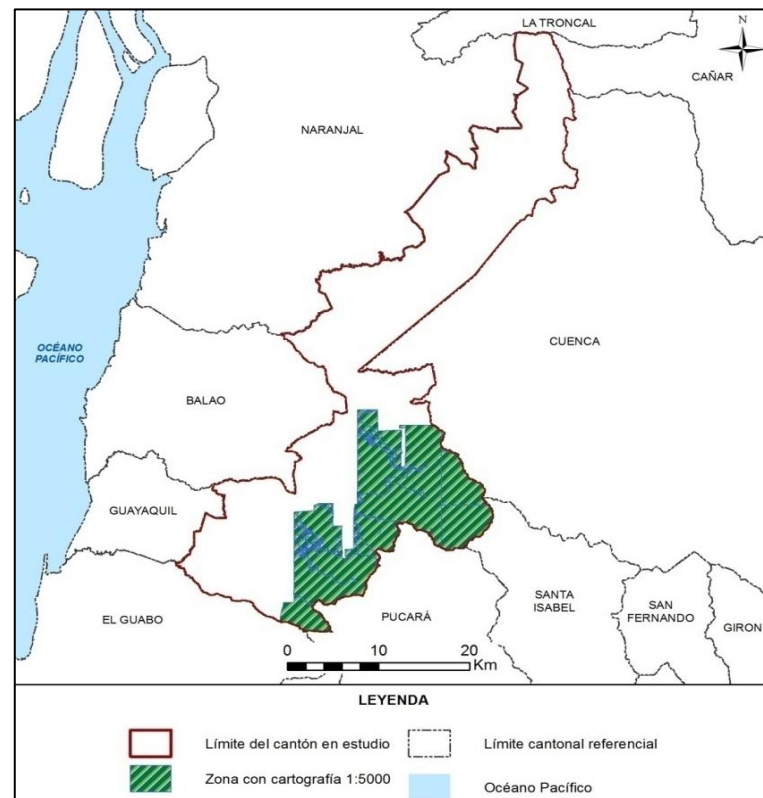 LA TRONCAL
N
CAÑAR
NARANJAL
OCÉANO
PACÍFICO
CUENCA
BALAO
GUAYAQUIL
EL GUABO
PUCARÁ
SANTA
ISABEL
SAN
FERNANDO
GIRON
0 10 20
Km
LEYENDA
Límite del cantón en estudio
Límite cantonal referencial
Zona con cartografía 1:5000
Océano Pacífico